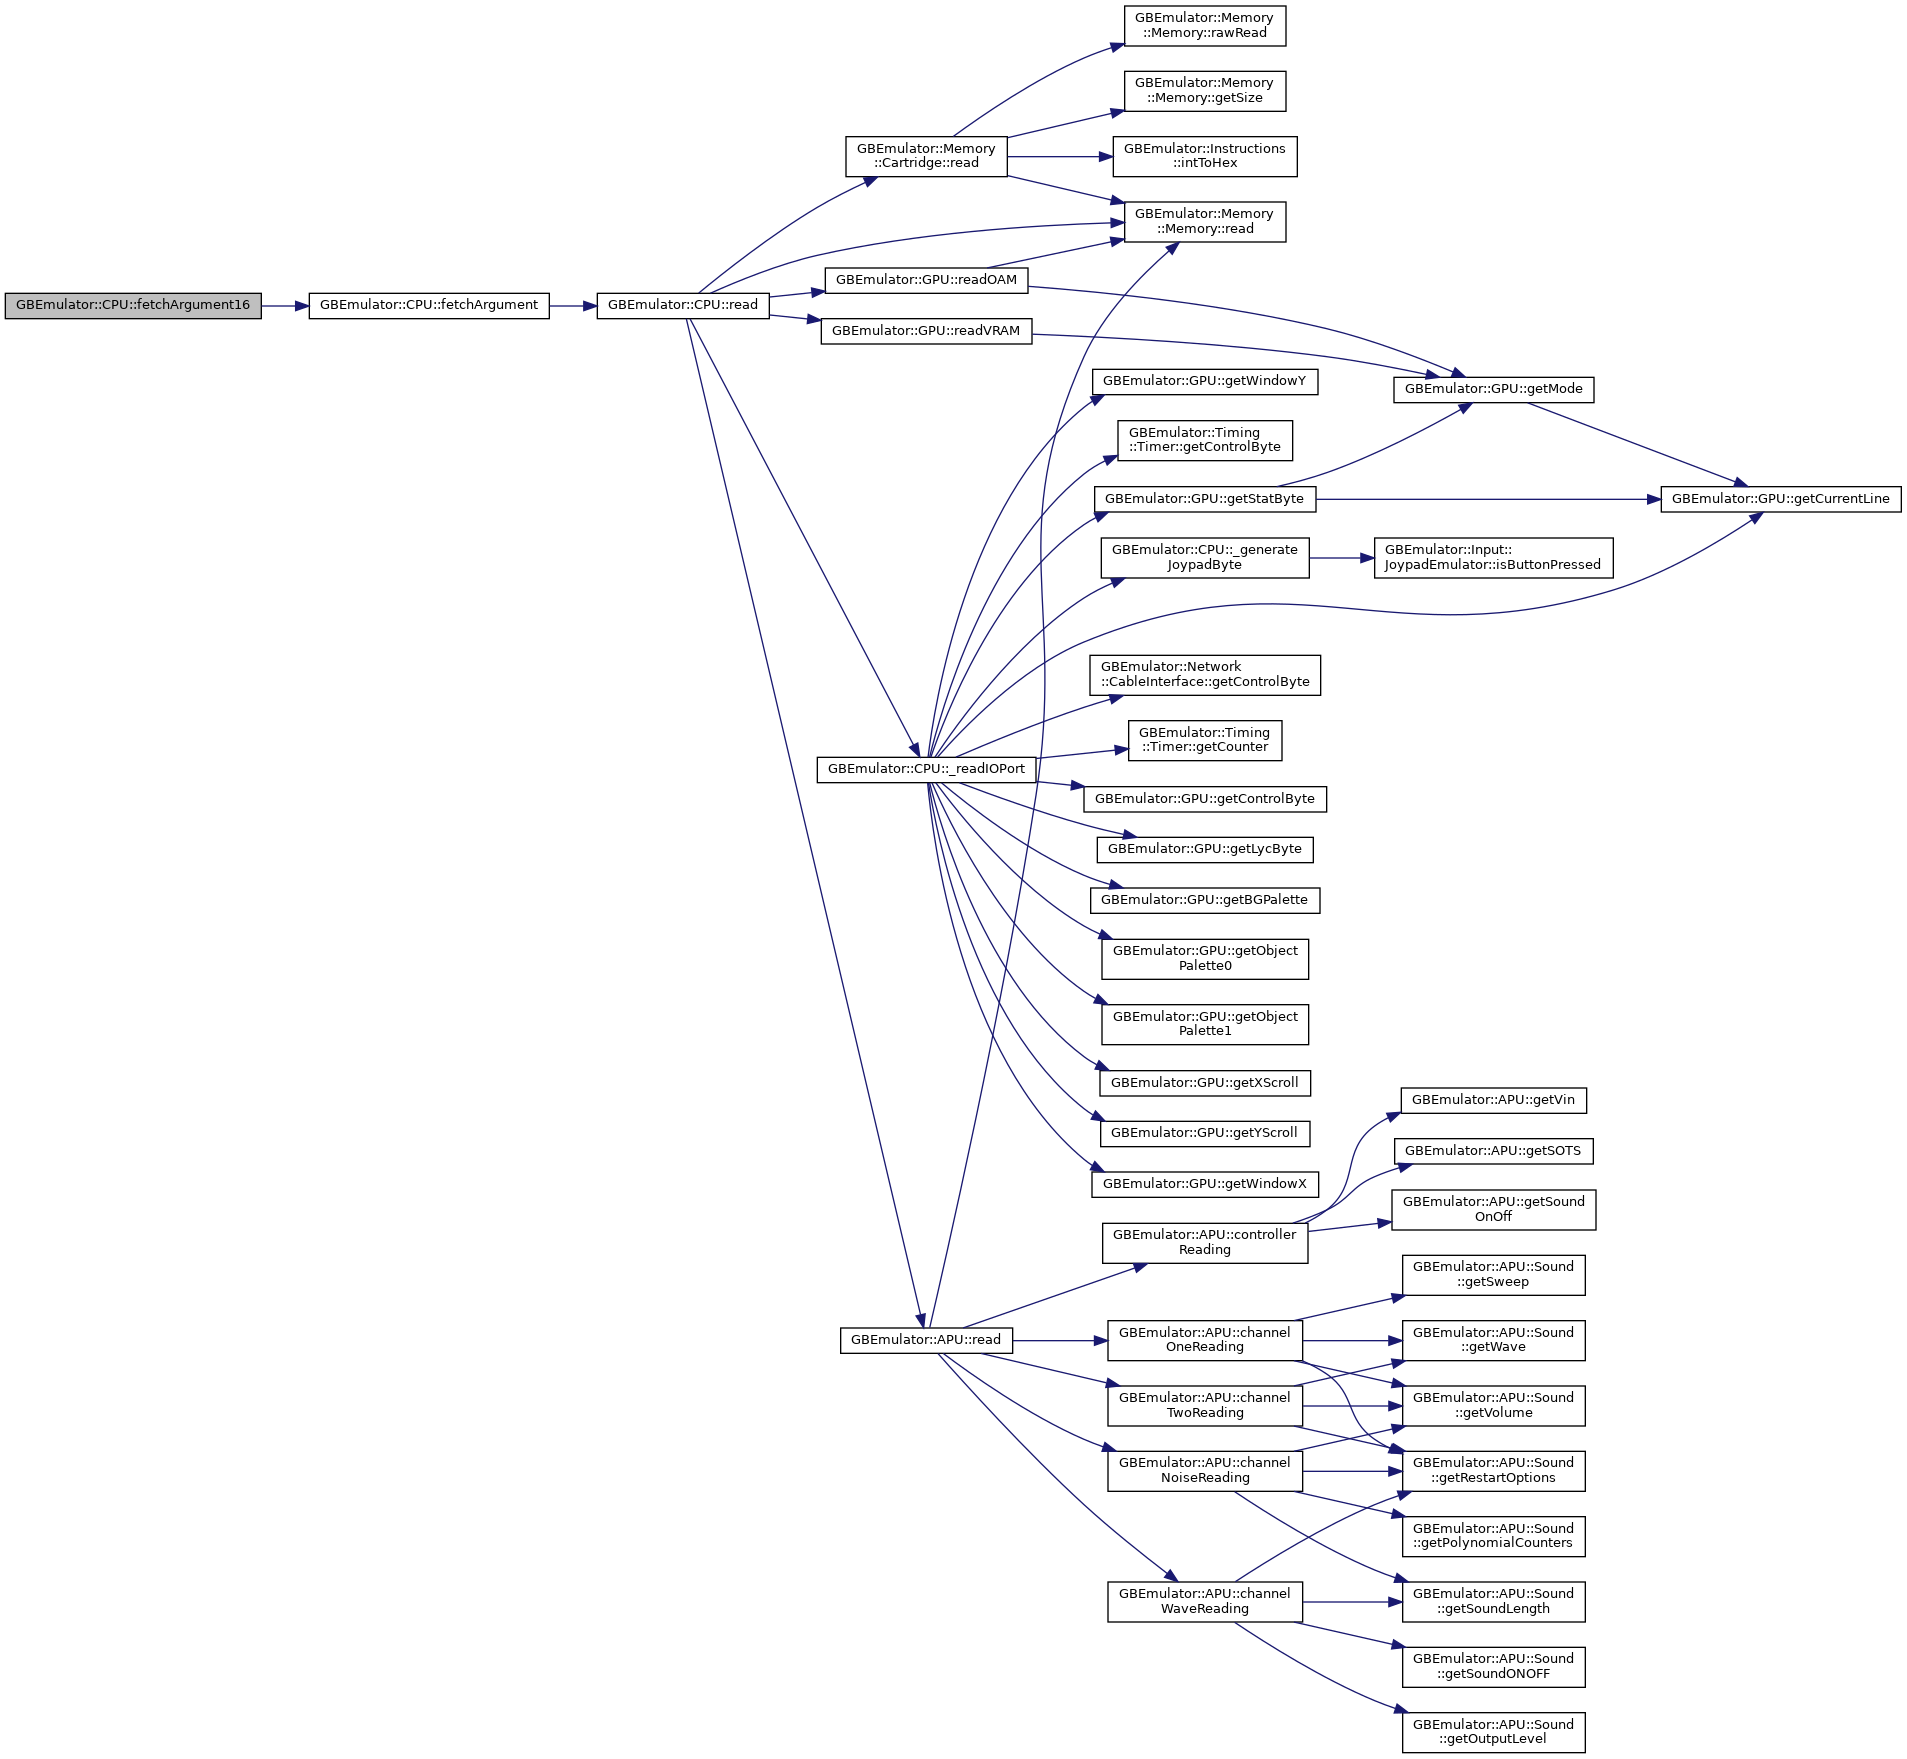 GBEmulator::CPU::fetchArgument16
GBEmulator::CPU::fetchArgument
GBEmulator::CPU::read
GBEmulator::Memory
::Cartridge::read
GBEmulator::GPU::readOAM
GBEmulator::GPU::readVRAM
GBEmulator::CPU::_readIOPort
GBEmulator::APU::read
GBEmulator::Memory
::Memory::rawRead
GBEmulator::Memory
::Memory::getSize
GBEmulator::Instructions
::intToHex
GBEmulator::Memory
::Memory::read
GBEmulator::GPU::getWindowY
GBEmulator::Timing
::Timer::getControlByte
GBEmulator::GPU::getStatByte
GBEmulator::CPU::_generate
JoypadByte
GBEmulator::Network
::CableInterface::getControlByte
GBEmulator::Timing
::Timer::getCounter
GBEmulator::GPU::getControlByte
GBEmulator::GPU::getLycByte
GBEmulator::GPU::getBGPalette
GBEmulator::GPU::getObject
Palette0
GBEmulator::GPU::getObject
Palette1
GBEmulator::GPU::getXScroll
GBEmulator::GPU::getYScroll
GBEmulator::GPU::getWindowX
GBEmulator::APU::controller
Reading
GBEmulator::APU::channel
OneReading
GBEmulator::APU::channel
TwoReading
GBEmulator::APU::channel
NoiseReading
GBEmulator::APU::channel
WaveReading
GBEmulator::GPU::getMode
GBEmulator::GPU::getCurrentLine
GBEmulator::Input::
JoypadEmulator::isButtonPressed
GBEmulator::APU::getVin
GBEmulator::APU::getSOTS
GBEmulator::APU::getSound
OnOff
GBEmulator::APU::Sound
::getSweep
GBEmulator::APU::Sound
::getWave
GBEmulator::APU::Sound
::getVolume
GBEmulator::APU::Sound
::getRestartOptions
GBEmulator::APU::Sound
::getPolynomialCounters
GBEmulator::APU::Sound
::getSoundLength
GBEmulator::APU::Sound
::getSoundONOFF
GBEmulator::APU::Sound
::getOutputLevel